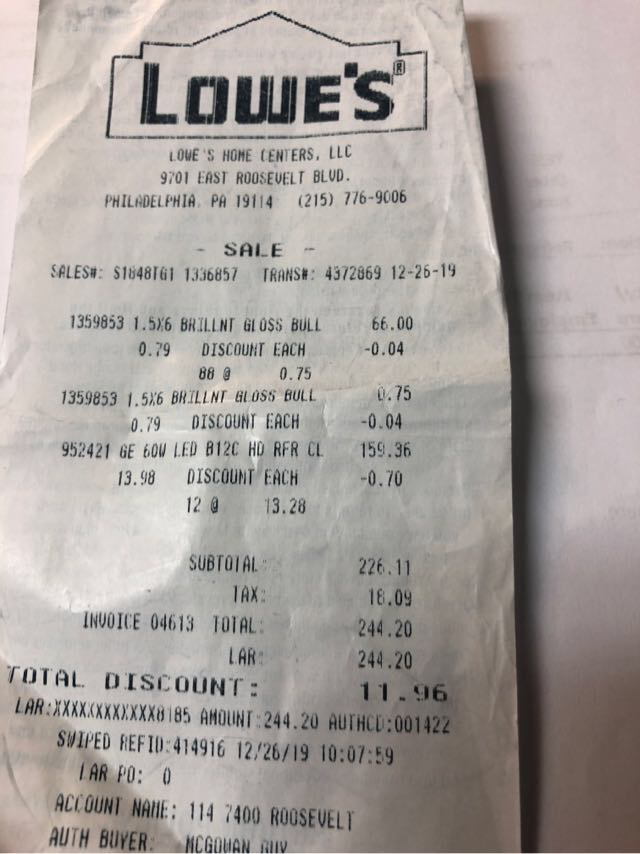 LOWE'S®
LOWE'S HOME CENTERS, LLC
9701 EAST ROOSEVELT BLVD.
PHILADELPHIA, PA 19114 (215) 776-9006
- SALE -
SALES#: S1848TG1 1336857 TRANS#: 4372869 12-26-19
1359853 1.5X6 BRILLNT GLOSS BULL 66.00
0.79 DISCOUNT EACH -0.04
88 @ 0.75
1359853 1.5X6 BRILLNT GLOSS BULL 0.75
0.79 DISCOUNT EACH -0.04
952421 GE 60W LED B12C HD RFR CL 159.36
13.98 DISCOUNT EACH -0.70
12 @ 13.28
SUBTOTAL: 226.11
TAX: 18.09
INVOICE 04613 TOTAL: 244.20
LAR: 244.20
TOTAL DISCOUNT: 11.96
LAR:XXXXXXXXXXXX8185 AMOUNT:244.20 AUTHCD:001422
SWIPED REFID:414916 12/26/19 10:07:59
LAR PO: 0
ACCOUNT NAME: 114 7400 ROOSEVELT
AUTH BUYER: MCGOWAN GUY